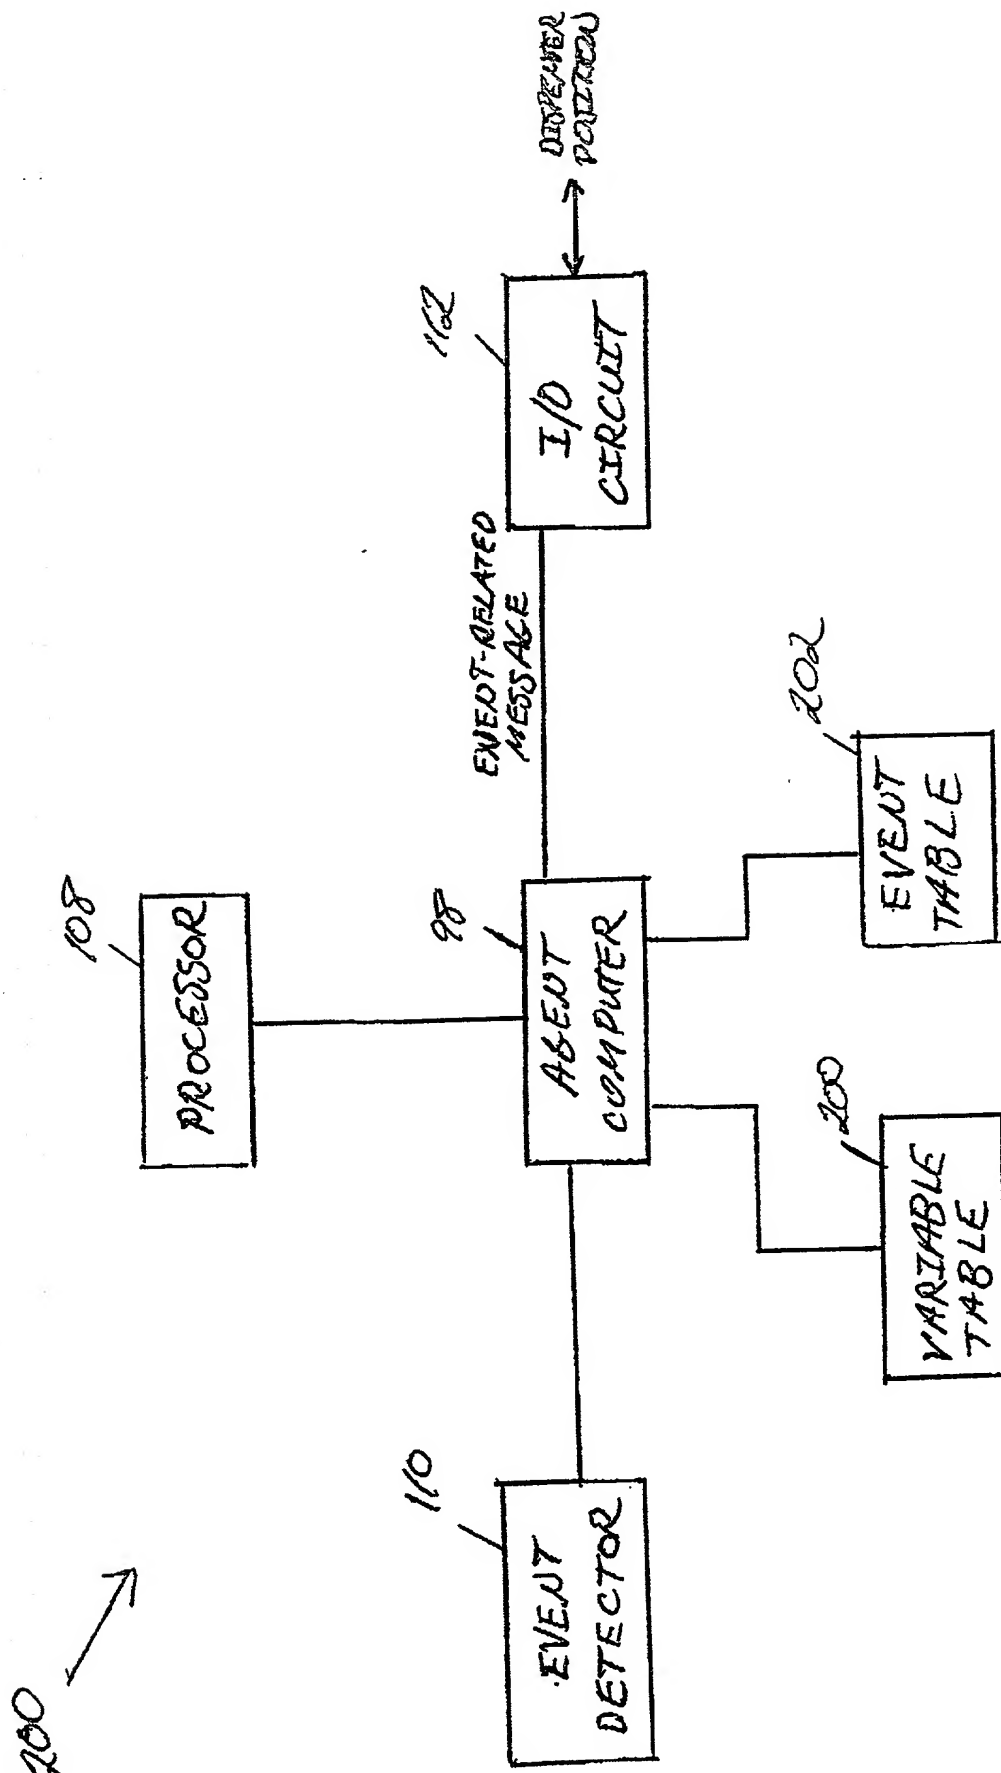 200
108
PROCESSOR
110
EVENT
DETECTOR
98
AGENT
COMPUTER
EVENT-RELATED
MESSAGE
112
I/O
CIRCUIT
DISPENSER
POSITION
200
VARIABLE
TABLE
202
EVENT
TABLE